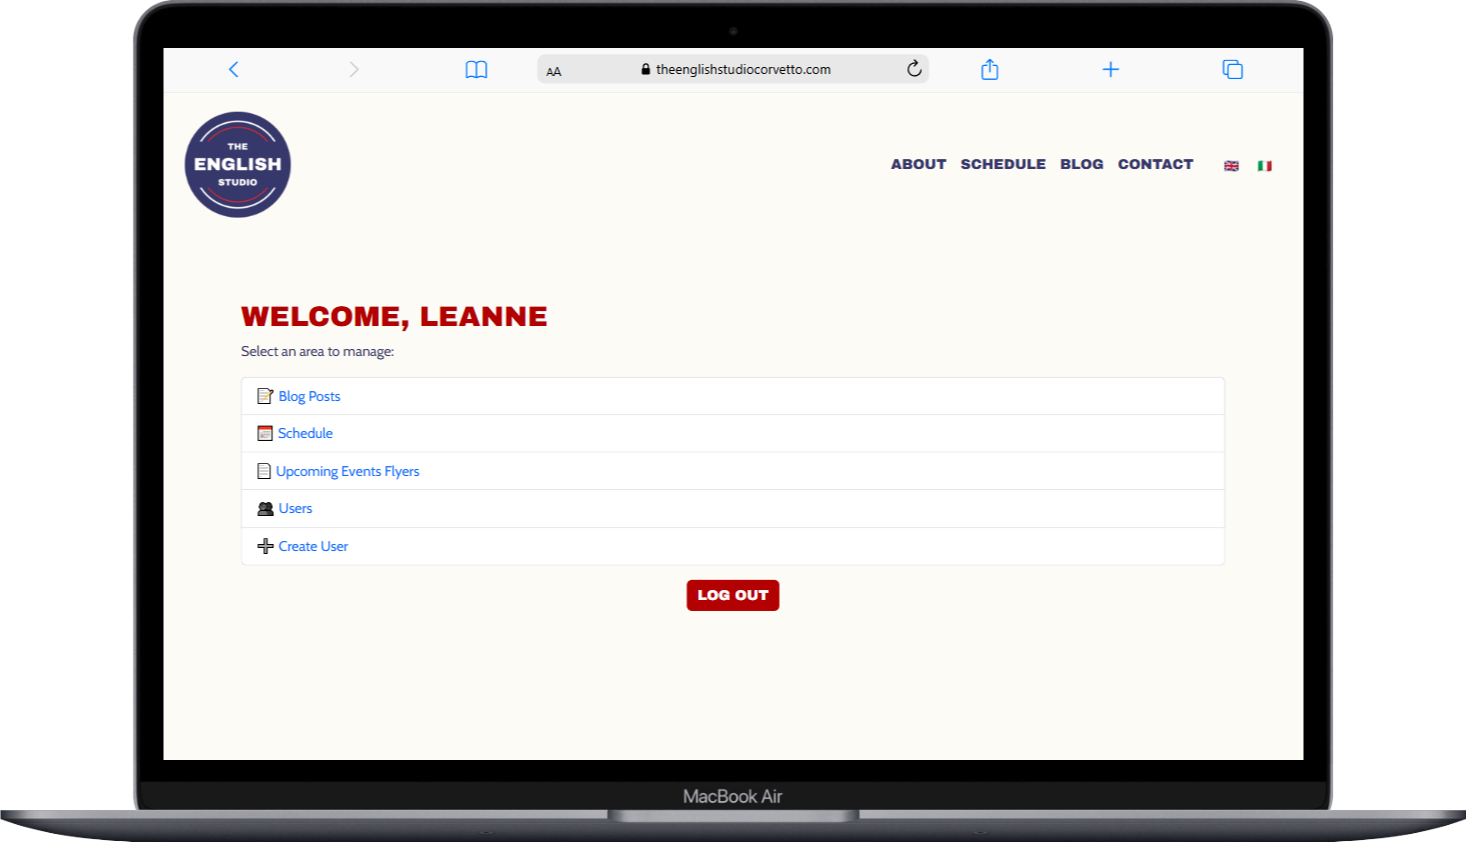 AA
theenglishstudiocorvetto.com
THE
ENGLISH
STUDIO
ABOUT SCHEDULE BLOG CONTACT
WELCOME, LEANNE
Select an area to manage:
Blog Posts
Schedule
Upcoming Events Flyers
Users
Create User
LOG OUT
MacBook Air